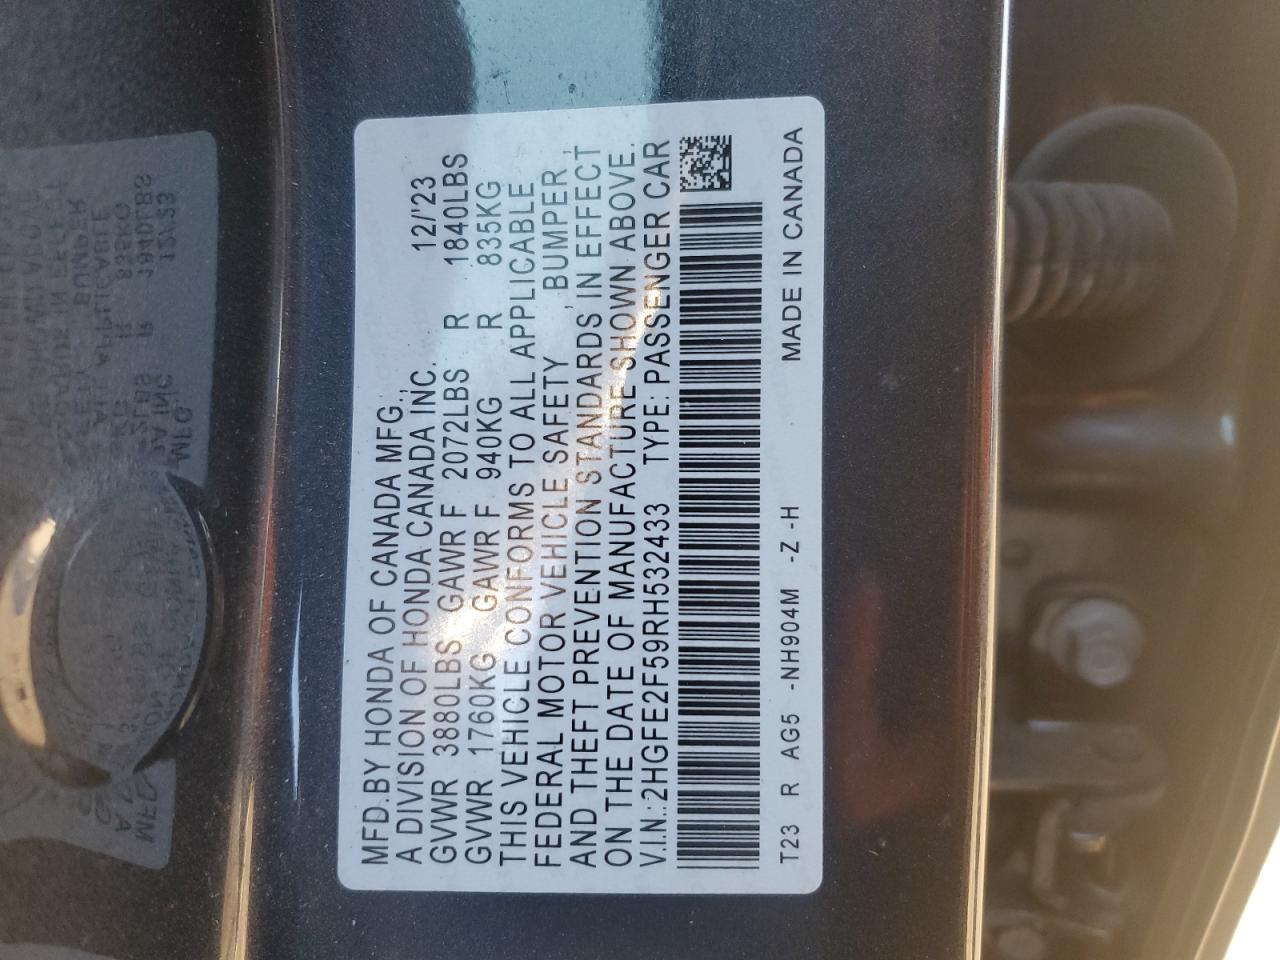 MFD.BY HONDA OF CANADA MFG.,
A DIVISION OF HONDA CANADA INC. 12/'23
GVWR 3880LBS GAWR F 2072LBS R 1840LBS
GVWR 1760KG GAWR F 940KG R 835KG
THIS VEHICLE CONFORMS TO ALL APPLICABLE
FEDERAL MOTOR VEHICLE SAFETY , BUMPER,
AND THEFT PREVENTION STANDARDS IN EFFECT
ON THE DATE OF MANUFACTURE SHOWN ABOVE.
V.I.N.: 2HGFE2F59RH532433 TYPE: PASSENGER CAR
T23 R AG5 -NH904M -Z -H MADE IN CANADA